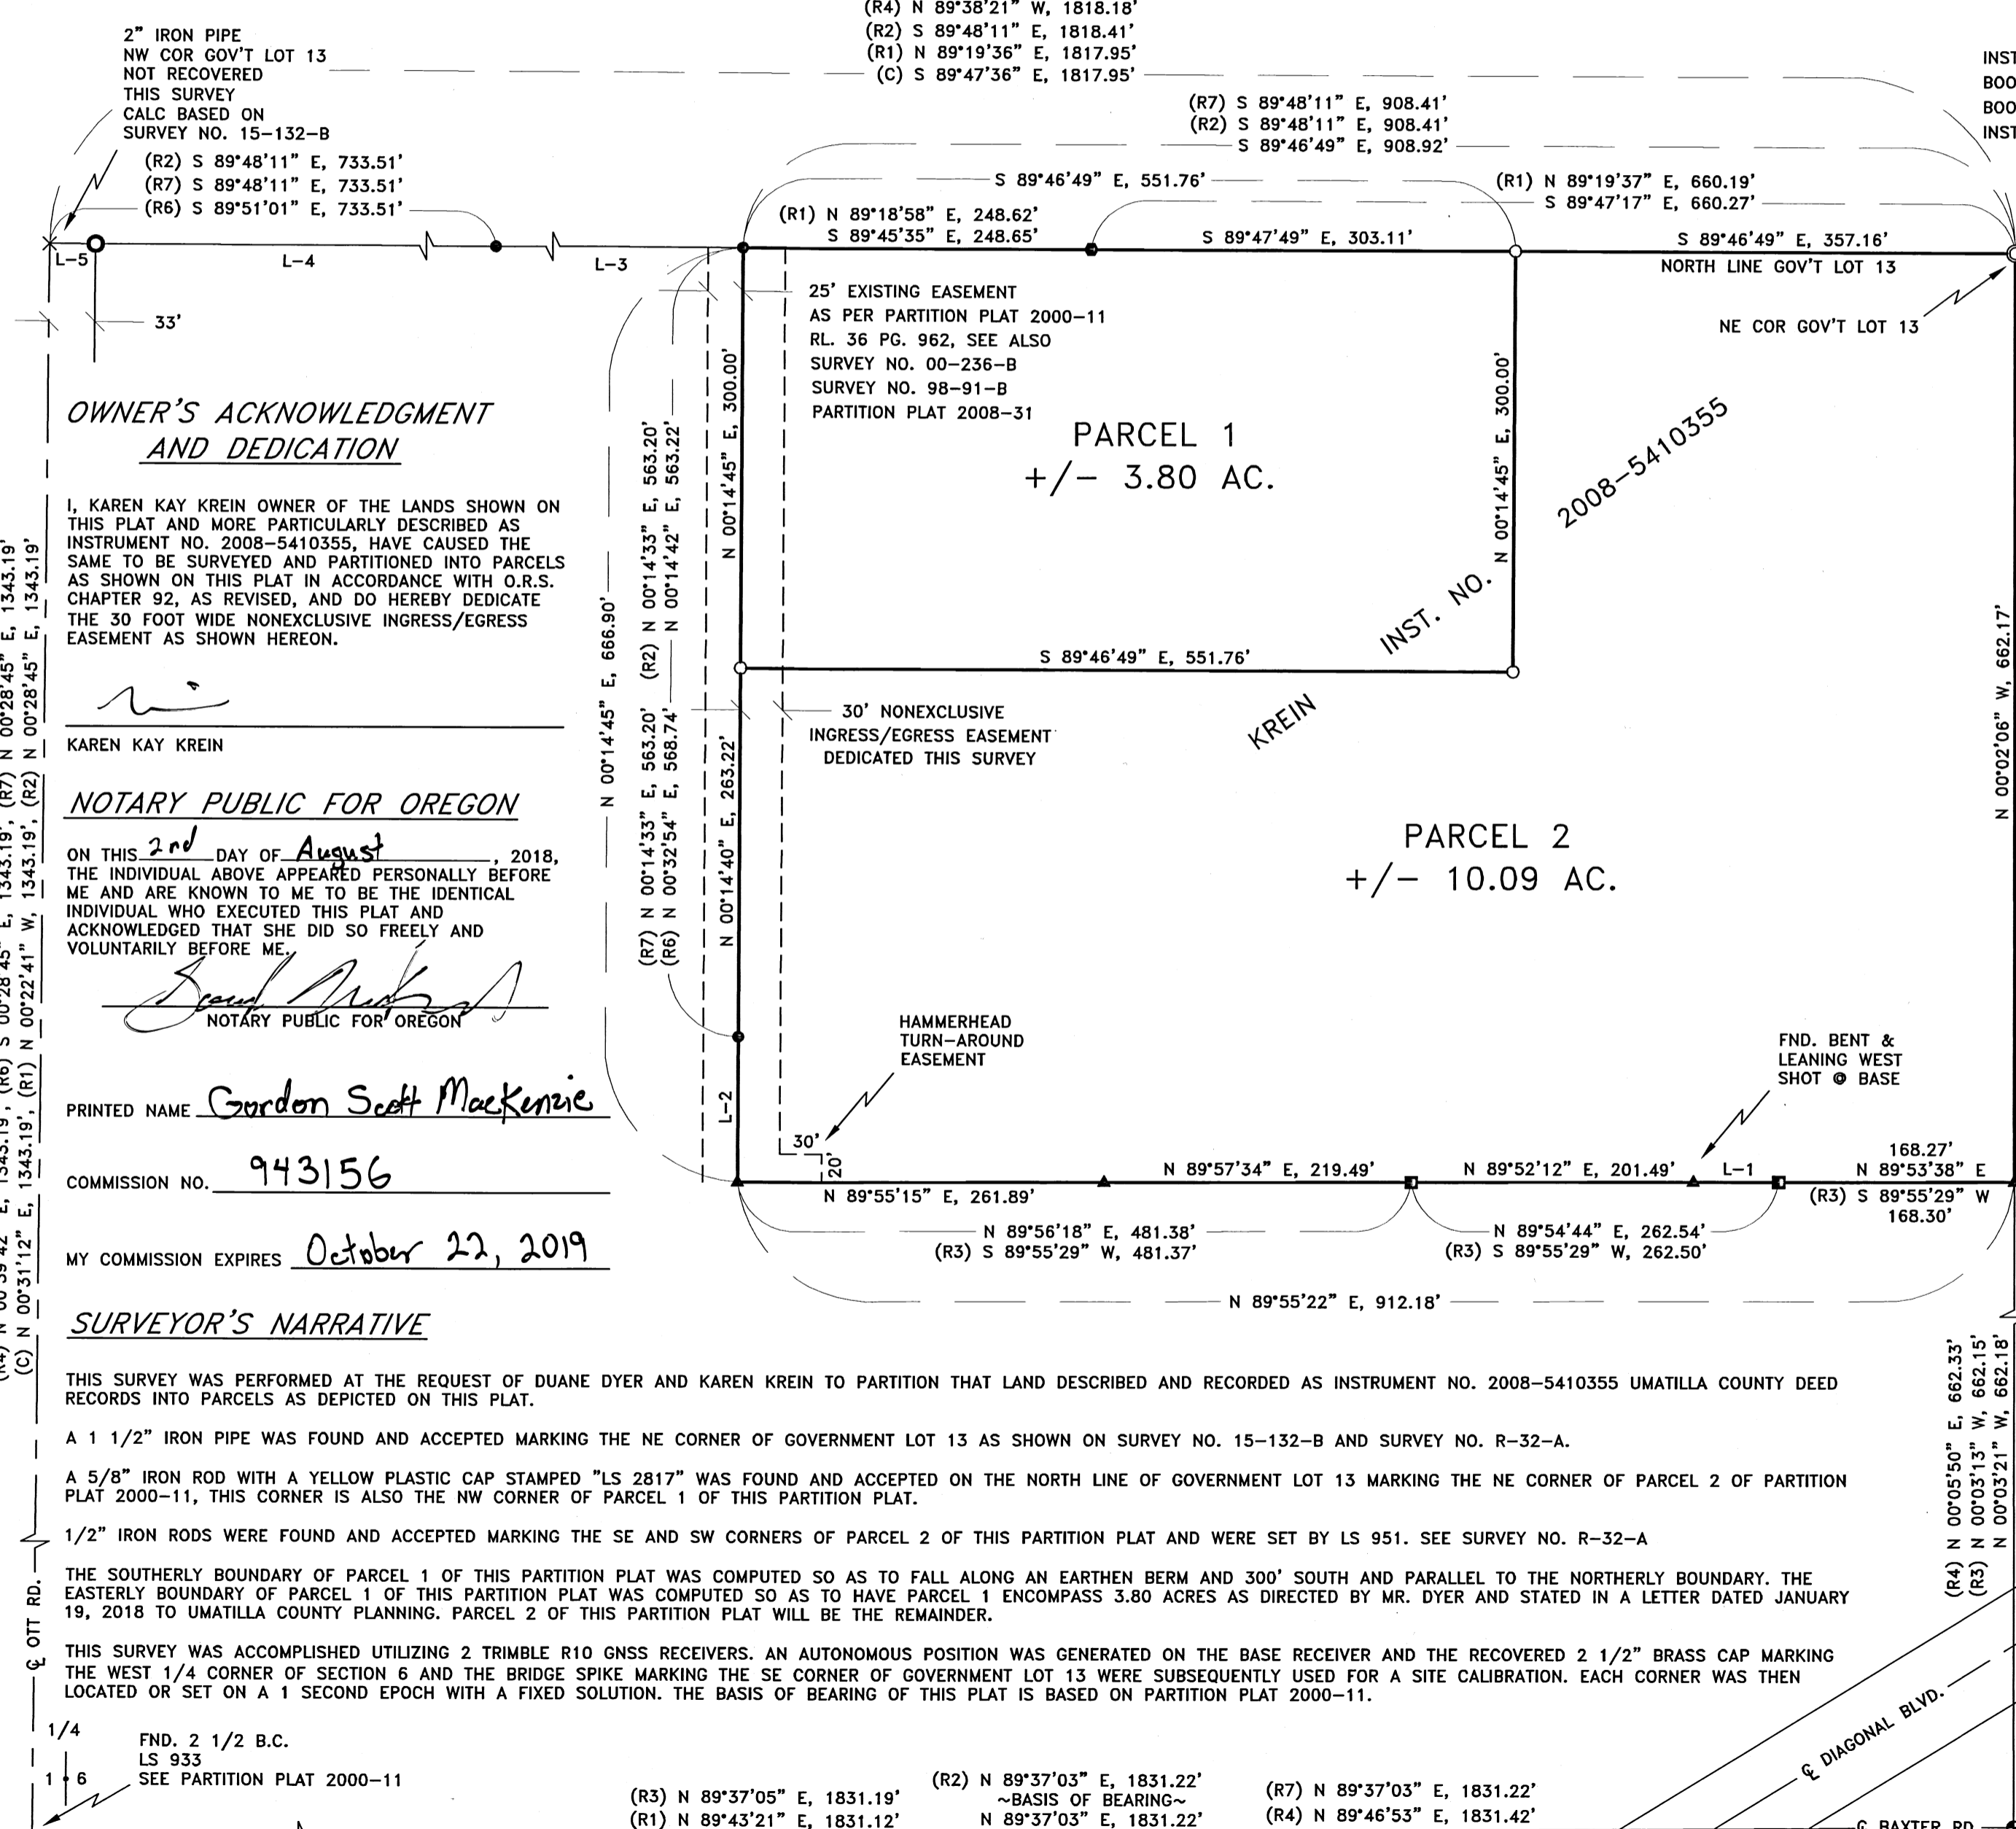 (R4) N 89°38'21" W, 1818.18'
(R2) S 89°48'11" E, 1818.41'
(R1) N 89°19'36" E, 1817.95'
(C) S 89°47'36" E, 1817.95'
2" IRON PIPE
NW COR GOV'T LOT 13
NOT RECOVERED
THIS SURVEY
CALC BASED ON
SURVEY NO. 15-132-B
(R2) S 89°48'11" E, 733.51'
(R7) S 89°48'11" E, 733.51'
(R6) S 89°51'01" E, 733.51'
(R7) S 89°48'11" E, 908.41'
(R2) S 89°48'11" E, 908.41'
S 89°46'49" E, 908.92'
INST
BOO
BOO
INST
S 89°46'49" E, 551.76'
(R1) N 89°19'37" E, 660.19'
S 89°47'17" E, 660.27'
(R1) N 89°18'58" E, 248.62'
S 89°45'35" E, 248.65'
S 89°47'49" E, 303.11'
S 89°46'49" E, 357.16'
NORTH LINE GOV'T LOT 13
NE COR GOV'T LOT 13
L-5
L-4
L-3
33'
25' EXISTING EASEMENT
AS PER PARTITION PLAT 2000-11
RL. 36 PG. 962, SEE ALSO
SURVEY NO. 00-236-B
SURVEY NO. 98-91-B
PARTITION PLAT 2008-31
PARCEL 1
+/- 3.80 AC.
N 00°14'45" E, 300.00'
N 00°14'45" E, 300.00'
2008-5410355
INST. NO.
KREIN
S 89°46'49" E, 551.76'
N 00°14'45" E, 666.90'
(R7) N 00°14'33" E, 563.20' (R2) N 00°14'33" E, 563.20'
(R6) N 00°32'54" E, 568.74' N 00°14'42" E, 563.22'
N 00°14'40" E, 263.22'
30' NONEXCLUSIVE
INGRESS/EGRESS EASEMENT
DEDICATED THIS SURVEY
PARCEL 2
+/- 10.09 AC.
N 00°02'06" W, 662.17'
HAMMERHEAD
TURN-AROUND
EASEMENT
FND. BENT &
LEANING WEST
SHOT @ BASE
L-2
30'
20'
N 89°57'34" E, 219.49'
N 89°52'12" E, 201.49'
L-1
168.27'
N 89°53'38" E
(R3) S 89°55'29" W
168.30'
N 89°55'15" E, 261.89'
N 89°56'18" E, 481.38'
(R3) S 89°55'29" W, 481.37'
N 89°54'44" E, 262.54'
(R3) S 89°55'29" W, 262.50'
N 89°55'22" E, 912.18'
OWNER'S ACKNOWLEDGMENT
AND DEDICATION
I, KAREN KAY KREIN OWNER OF THE LANDS SHOWN ON
THIS PLAT AND MORE PARTICULARLY DESCRIBED AS
INSTRUMENT NO. 2008-5410355, HAVE CAUSED THE
SAME TO BE SURVEYED AND PARTITIONED INTO PARCELS
AS SHOWN ON THIS PLAT IN ACCORDANCE WITH O.R.S.
CHAPTER 92, AS REVISED, AND DO HEREBY DEDICATE
THE 30 FOOT WIDE NONEXCLUSIVE INGRESS/EGRESS
EASEMENT AS SHOWN HEREON.
KAREN KAY KREIN
NOTARY PUBLIC FOR OREGON
ON THIS 2nd DAY OF August, 2018,
THE INDIVIDUAL ABOVE APPEARED PERSONALLY BEFORE
ME AND ARE KNOWN TO ME TO BE THE IDENTICAL
INDIVIDUAL WHO EXECUTED THIS PLAT AND
ACKNOWLEDGED THAT SHE DID SO FREELY AND
VOLUNTARILY BEFORE ME.
NOTARY PUBLIC FOR OREGON
PRINTED NAME Gordon Scott MacKenzie
COMMISSION NO. 943156
MY COMMISSION EXPIRES October 22, 2019
(R7) N 00°28'45" E, 1343.19'
(R2) N 00°28'45" E, 1343.19'
(R6) S 00°28'45" E, 1343.19',
(R1) N 00°22'41" W, 1343.19',
(C) N 00°31'12" E, 1343.19',
SURVEYOR'S NARRATIVE
THIS SURVEY WAS PERFORMED AT THE REQUEST OF DUANE DYER AND KAREN KREIN TO PARTITION THAT LAND DESCRIBED AND RECORDED AS INSTRUMENT NO. 2008-5410355 UMATILLA COUNTY DEED
RECORDS INTO PARCELS AS DEPICTED ON THIS PLAT.
A 1 1/2" IRON PIPE WAS FOUND AND ACCEPTED MARKING THE NE CORNER OF GOVERNMENT LOT 13 AS SHOWN ON SURVEY NO. 15-132-B AND SURVEY NO. R-32-A.
A 5/8" IRON ROD WITH A YELLOW PLASTIC CAP STAMPED "LS 2817" WAS FOUND AND ACCEPTED ON THE NORTH LINE OF GOVERNMENT LOT 13 MARKING THE NE CORNER OF PARCEL 2 OF PARTITION
PLAT 2000-11, THIS CORNER IS ALSO THE NW CORNER OF PARCEL 1 OF THIS PARTITION PLAT.
1/2" IRON RODS WERE FOUND AND ACCEPTED MARKING THE SE AND SW CORNERS OF PARCEL 2 OF THIS PARTITION PLAT AND WERE SET BY LS 951. SEE SURVEY NO. R-32-A
THE SOUTHERLY BOUNDARY OF PARCEL 1 OF THIS PARTITION PLAT WAS COMPUTED SO AS TO FALL ALONG AN EARTHEN BERM AND 300' SOUTH AND PARALLEL TO THE NORTHERLY BOUNDARY. THE
EASTERLY BOUNDARY OF PARCEL 1 OF THIS PARTITION PLAT WAS COMPUTED SO AS TO HAVE PARCEL 1 ENCOMPASS 3.80 ACRES AS DIRECTED BY MR. DYER AND STATED IN A LETTER DATED JANUARY
19, 2018 TO UMATILLA COUNTY PLANNING. PARCEL 2 OF THIS PARTITION PLAT WILL BE THE REMAINDER.
THIS SURVEY WAS ACCOMPLISHED UTILIZING 2 TRIMBLE R10 GNSS RECEIVERS. AN AUTONOMOUS POSITION WAS GENERATED ON THE BASE RECEIVER AND THE RECOVERED 2 1/2" BRASS CAP MARKING
THE WEST 1/4 CORNER OF SECTION 6 AND THE BRIDGE SPIKE MARKING THE SE CORNER OF GOVERNMENT LOT 13 WERE SUBSEQUENTLY USED FOR A SITE CALIBRATION. EACH CORNER WAS THEN
LOCATED OR SET ON A 1 SECOND EPOCH WITH A FIXED SOLUTION. THE BASIS OF BEARING OF THIS PLAT IS BASED ON PARTITION PLAT 2000-11.
(R4) N 00°05'50" E, 662.33'
(R3) N 00°03'13" W, 662.15'
N 00°03'21" W, 662.18'
℄ OTT RD.
1/4
1 6
FND. 2 1/2 B.C.
LS 933
SEE PARTITION PLAT 2000-11
(R3) N 89°37'05" E, 1831.19'
(R1) N 89°43'21" E, 1831.12'
(R2) N 89°37'03" E, 1831.22'
~BASIS OF BEARING~
N 89°37'03" E, 1831.22'
(R7) N 89°37'03" E, 1831.22'
(R4) N 89°46'53" E, 1831.42'
℄ DIAGONAL BLVD.
℄ BAXTER RD.